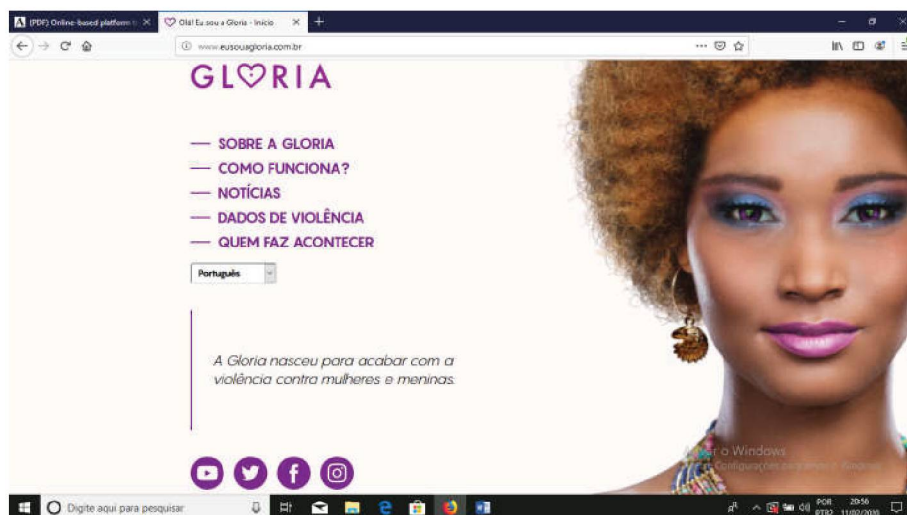 (PDF) Online-based platform
Olá! Eu sou a Gloria - Início
www.eusouagloria.com.br
GLORIA
SOBRE A GLORIA
COMO FUNCIONA?
NOTÍCIAS
DADOS DE VIOLÊNCIA
QUEM FAZ ACONTECER
Português
A Gloria nasceu para acabar com a
violência contra mulheres e meninas.
o Windows
Digite aqui para pesquisar
POR 20:56
PTB2